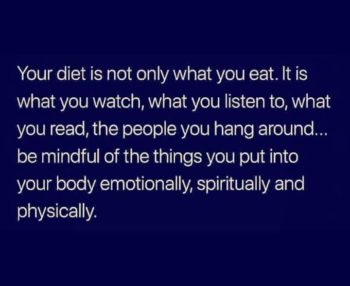 Your diet is not only what you eat. It is
what you watch, what you listen to, what
you read, the people you hang around...
be mindful of the things you put into
your body emotionally, spiritually and
physically.